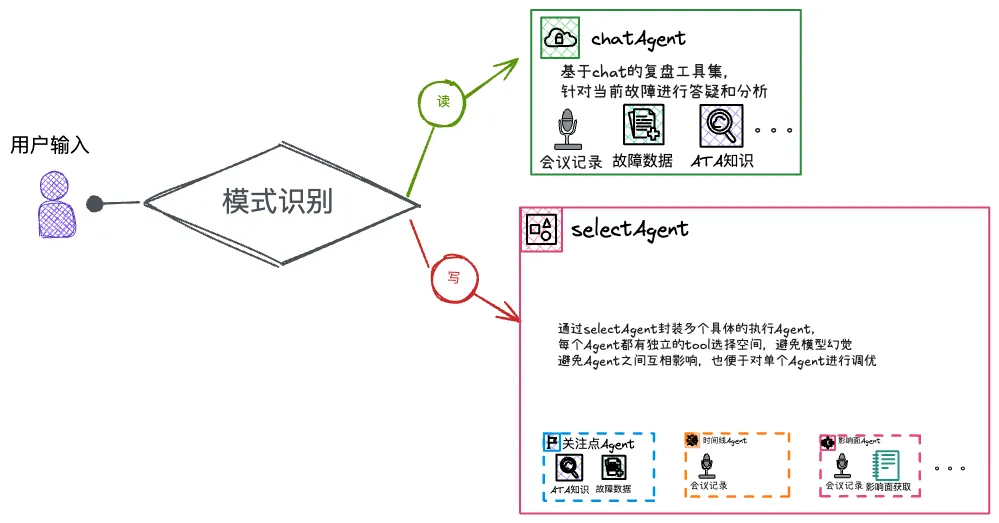 用户输入
模式识别
读
写
chatAgent
基于chat的复盘工具集,
针对当前故障进行答疑和分析
会议记录
故障数据
ATA知识
selectAgent
通过selectAgent封装多个具体的执行Agent,
每个Agent都有独立的tool选择空间，避免模型幻觉
避免Agent之间互相影响，也便于对单个Agent进行调优
关注点Agent
ATA知识
故障数据
时间线Agent
会议记录
影响面Agent
会议记录
影响面获取